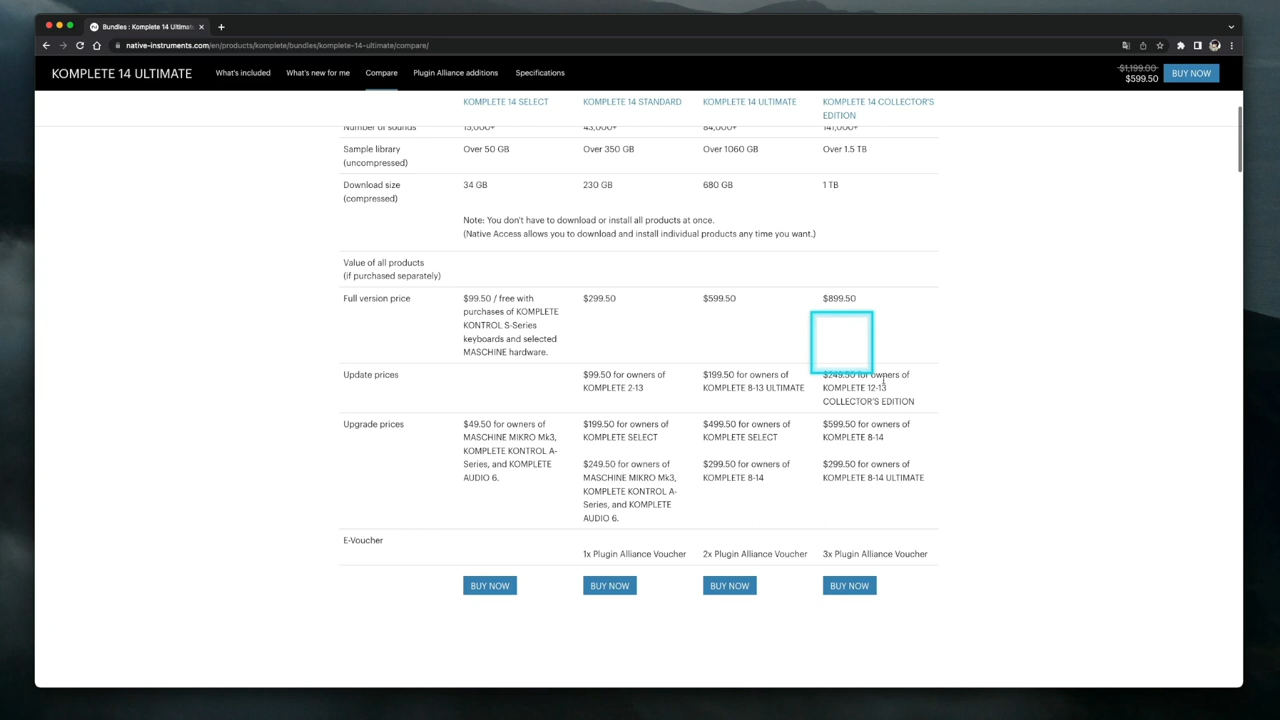 Bundles : Komplete 14 Ultimat
native-instruments.com/en/products/komplete/bundles/komplete-14-ultimate/compare/
KOMPLETE 14 ULTIMATE
What's included
What's new for me
Compare
Plugin Alliance additions
Specifications
$1,199.00
$599.50
BUY NOW
KOMPLETE 14 SELECT
KOMPLETE 14 STANDARD
KOMPLETE 14 ULTIMATE
KOMPLETE 14 COLLECTOR'S
EDITION
Number of sounds
15,000+
43,000+
84,000+
141,000+
Sample library
(uncompressed)
Over 50 GB
Over 350 GB
Over 1060 GB
Over 1.5 TB
Download size
(compressed)
34 GB
230 GB
680 GB
1 TB
Note: You don't have to download or install all products at once.
(Native Access allows you to download and install individual products any time you want.)
Value of all products
(if purchased separately)
Full version price
$99.50 / free with
purchases of KOMPLETE
KONTROL S-Series
keyboards and selected
MASCHINE hardware.
$299.50
$599.50
$899.50
Update prices
$99.50 for owners of
KOMPLETE 2-13
$199.50 for owners of
KOMPLETE 8-13 ULTIMATE
$249.50 for owners of
KOMPLETE 12-13
COLLECTOR'S EDITION
Upgrade prices
$49.50 for owners of
MASCHINE MIKRO Mk3,
KOMPLETE KONTROL A-
Series, and KOMPLETE
AUDIO 6.
$199.50 for owners of
KOMPLETE SELECT
$249.50 for owners of
MASCHINE MIKRO Mk3,
KOMPLETE KONTROL A-
Series, and KOMPLETE
AUDIO 6.
$499.50 for owners of
KOMPLETE SELECT
$299.50 for owners of
KOMPLETE 8-14
$599.50 for owners of
KOMPLETE 8-14
$299.50 for owners of
KOMPLETE 8-14 ULTIMATE
E-Voucher
1x Plugin Alliance Voucher
2x Plugin Alliance Voucher
3x Plugin Alliance Voucher
BUY NOW
BUY NOW
BUY NOW
BUY NOW